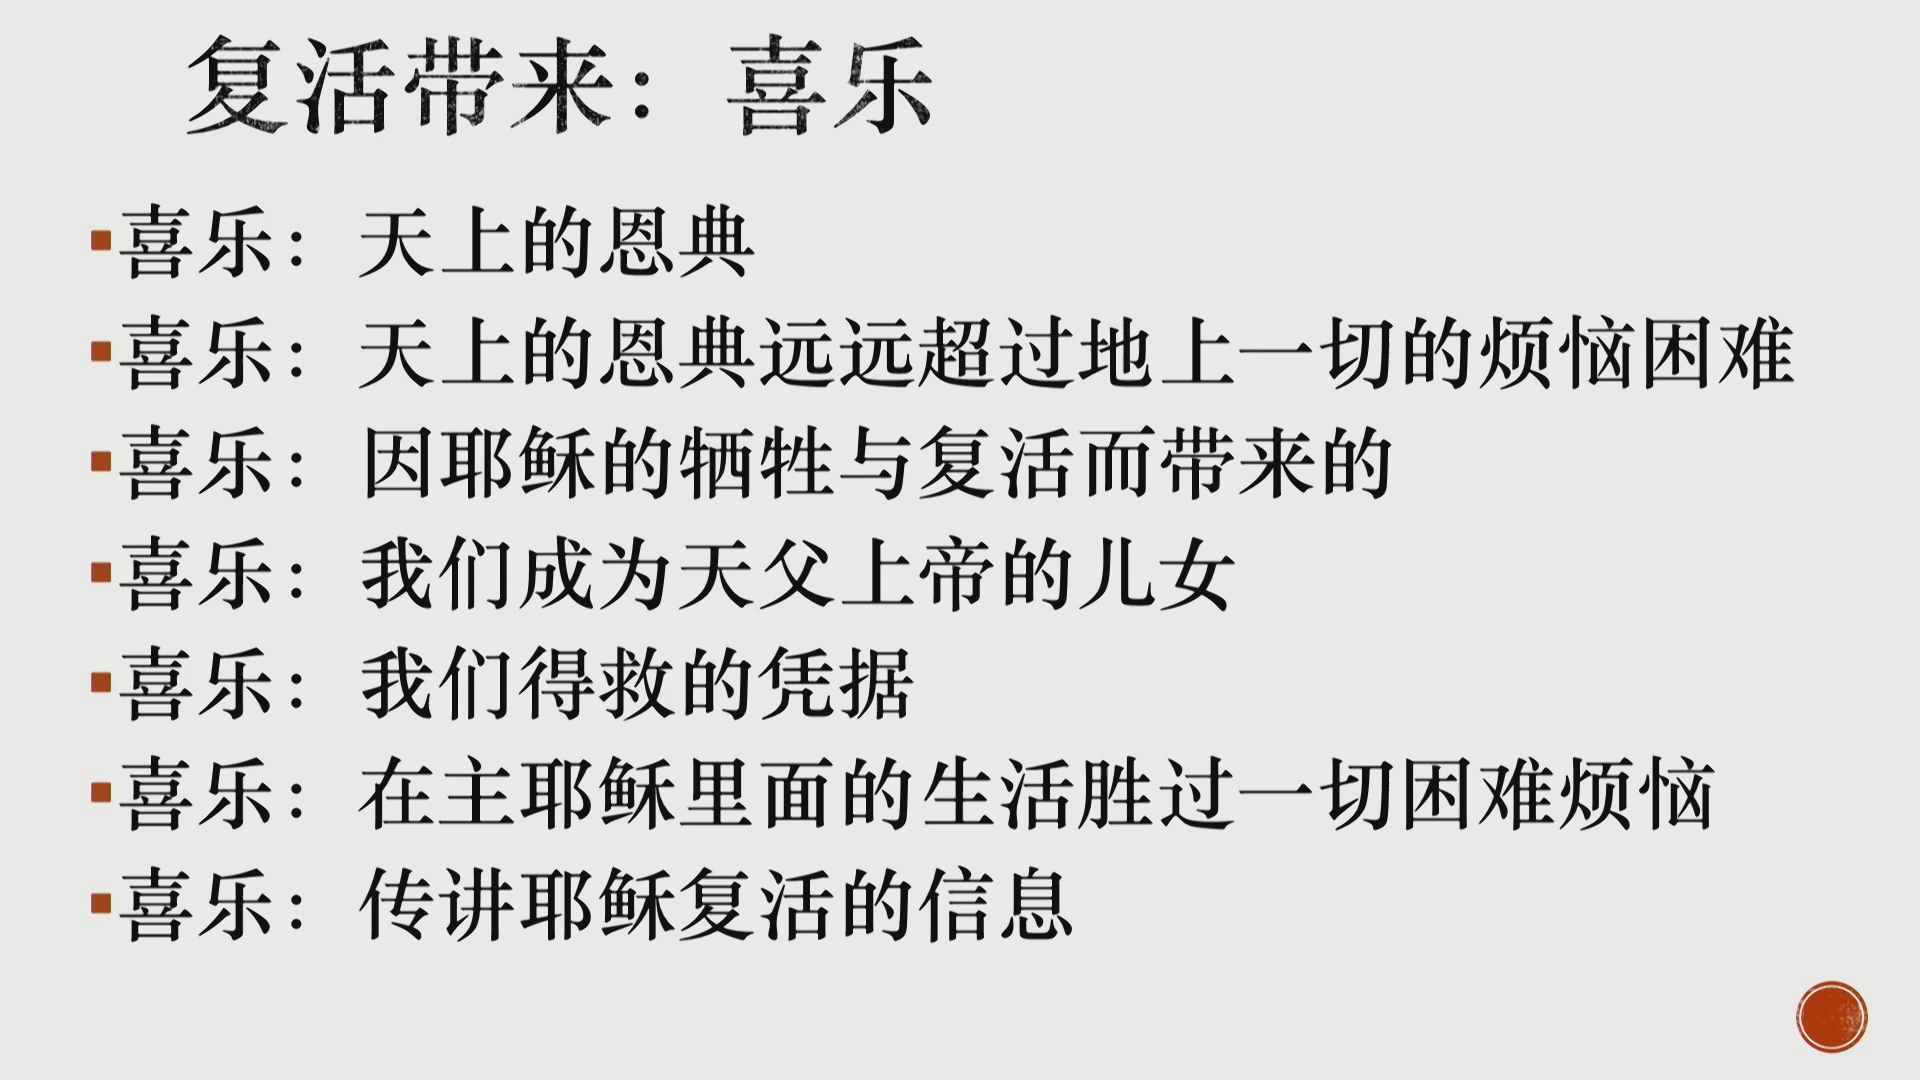 复活带来：喜乐
喜乐：天上的恩典
喜乐：天上的恩典远远超过地上一切的烦恼困难
喜乐：因耶稣的牺牲与复活而带来的
喜乐：我们成为天父上帝的儿女
喜乐：我们得救的凭据
喜乐：在主耶稣里面的生活胜过一切困难烦恼
喜乐：传讲耶稣复活的信息